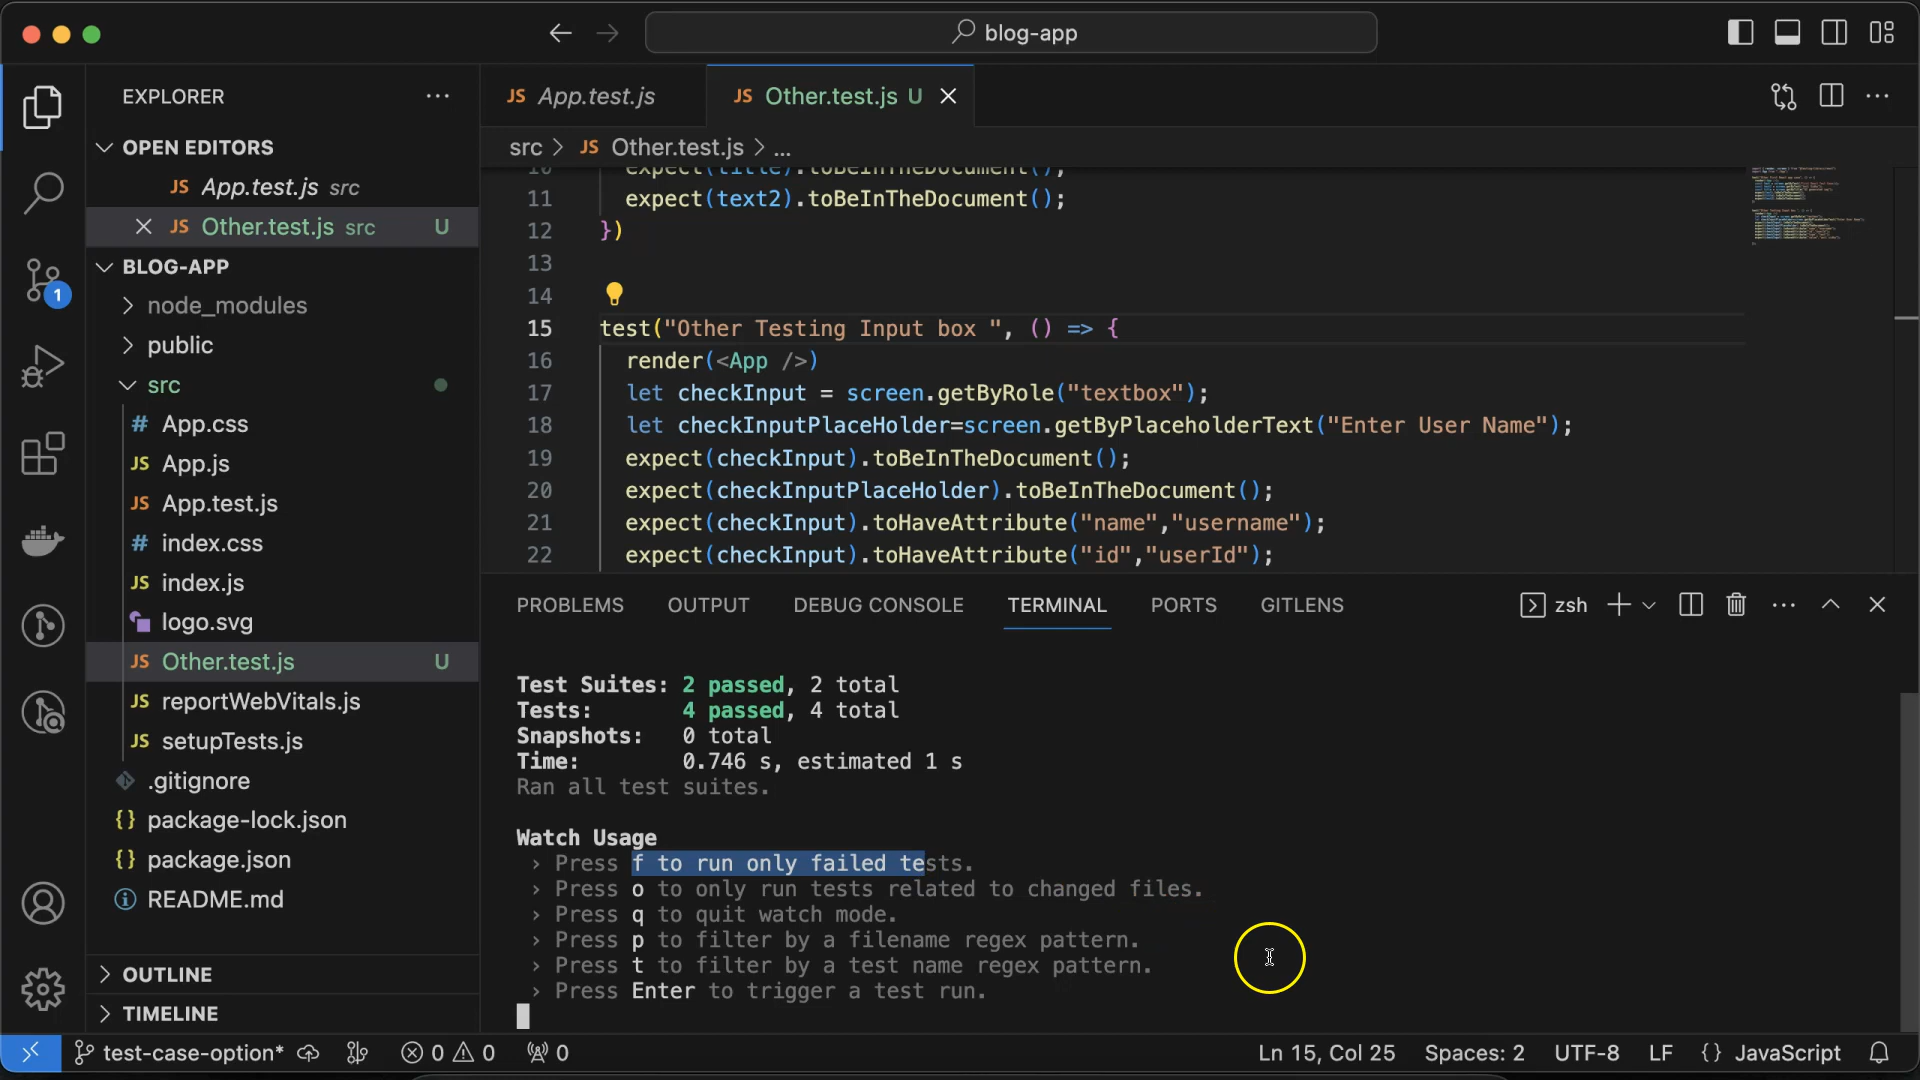 blog-app
EXPLORER
JS App.test.js
JS Other.test.js U
OPEN EDITORS
JS App.test.js src
JS Other.test.js src U
BLOG-APP
node_modules
public
src
# App.css
JS App.js
JS App.test.js
# index.css
JS index.js
logo.svg
JS Other.test.js U
JS reportWebVitals.js
JS setupTests.js
.gitignore
{} package-lock.json
{} package.json
README.md
OUTLINE
TIMELINE
1
src > JS Other.test.js > ...
10 expect(title).toBeInTheDocument();
11 expect(text2).toBeInTheDocument();
12 })
13
14
15 test("Other Testing Input box ", () => {
16 render(<App />)
17 let checkInput = screen.getByRole("textbox");
18 let checkInputPlaceHolder=screen.getByPlaceholderText("Enter User Name");
19 expect(checkInput).toBeInTheDocument();
20 expect(checkInputPlaceHolder).toBeInTheDocument();
21 expect(checkInput).toHaveAttribute("name","username");
22 expect(checkInput).toHaveAttribute("id","userId");
PROBLEMS OUTPUT DEBUG CONSOLE TERMINAL PORTS GITLENS
zsh
Test Suites: 2 passed, 2 total
Tests: 4 passed, 4 total
Snapshots: 0 total
Time: 0.746 s, estimated 1 s
Ran all test suites.
Watch Usage
› Press f to run only failed tests.
› Press o to only run tests related to changed files.
› Press q to quit watch mode.
› Press p to filter by a filename regex pattern.
› Press t to filter by a test name regex pattern.
› Press Enter to trigger a test run.
test-case-option* 0 0 0 Ln 15, Col 25 Spaces: 2 UTF-8 LF {} JavaScript